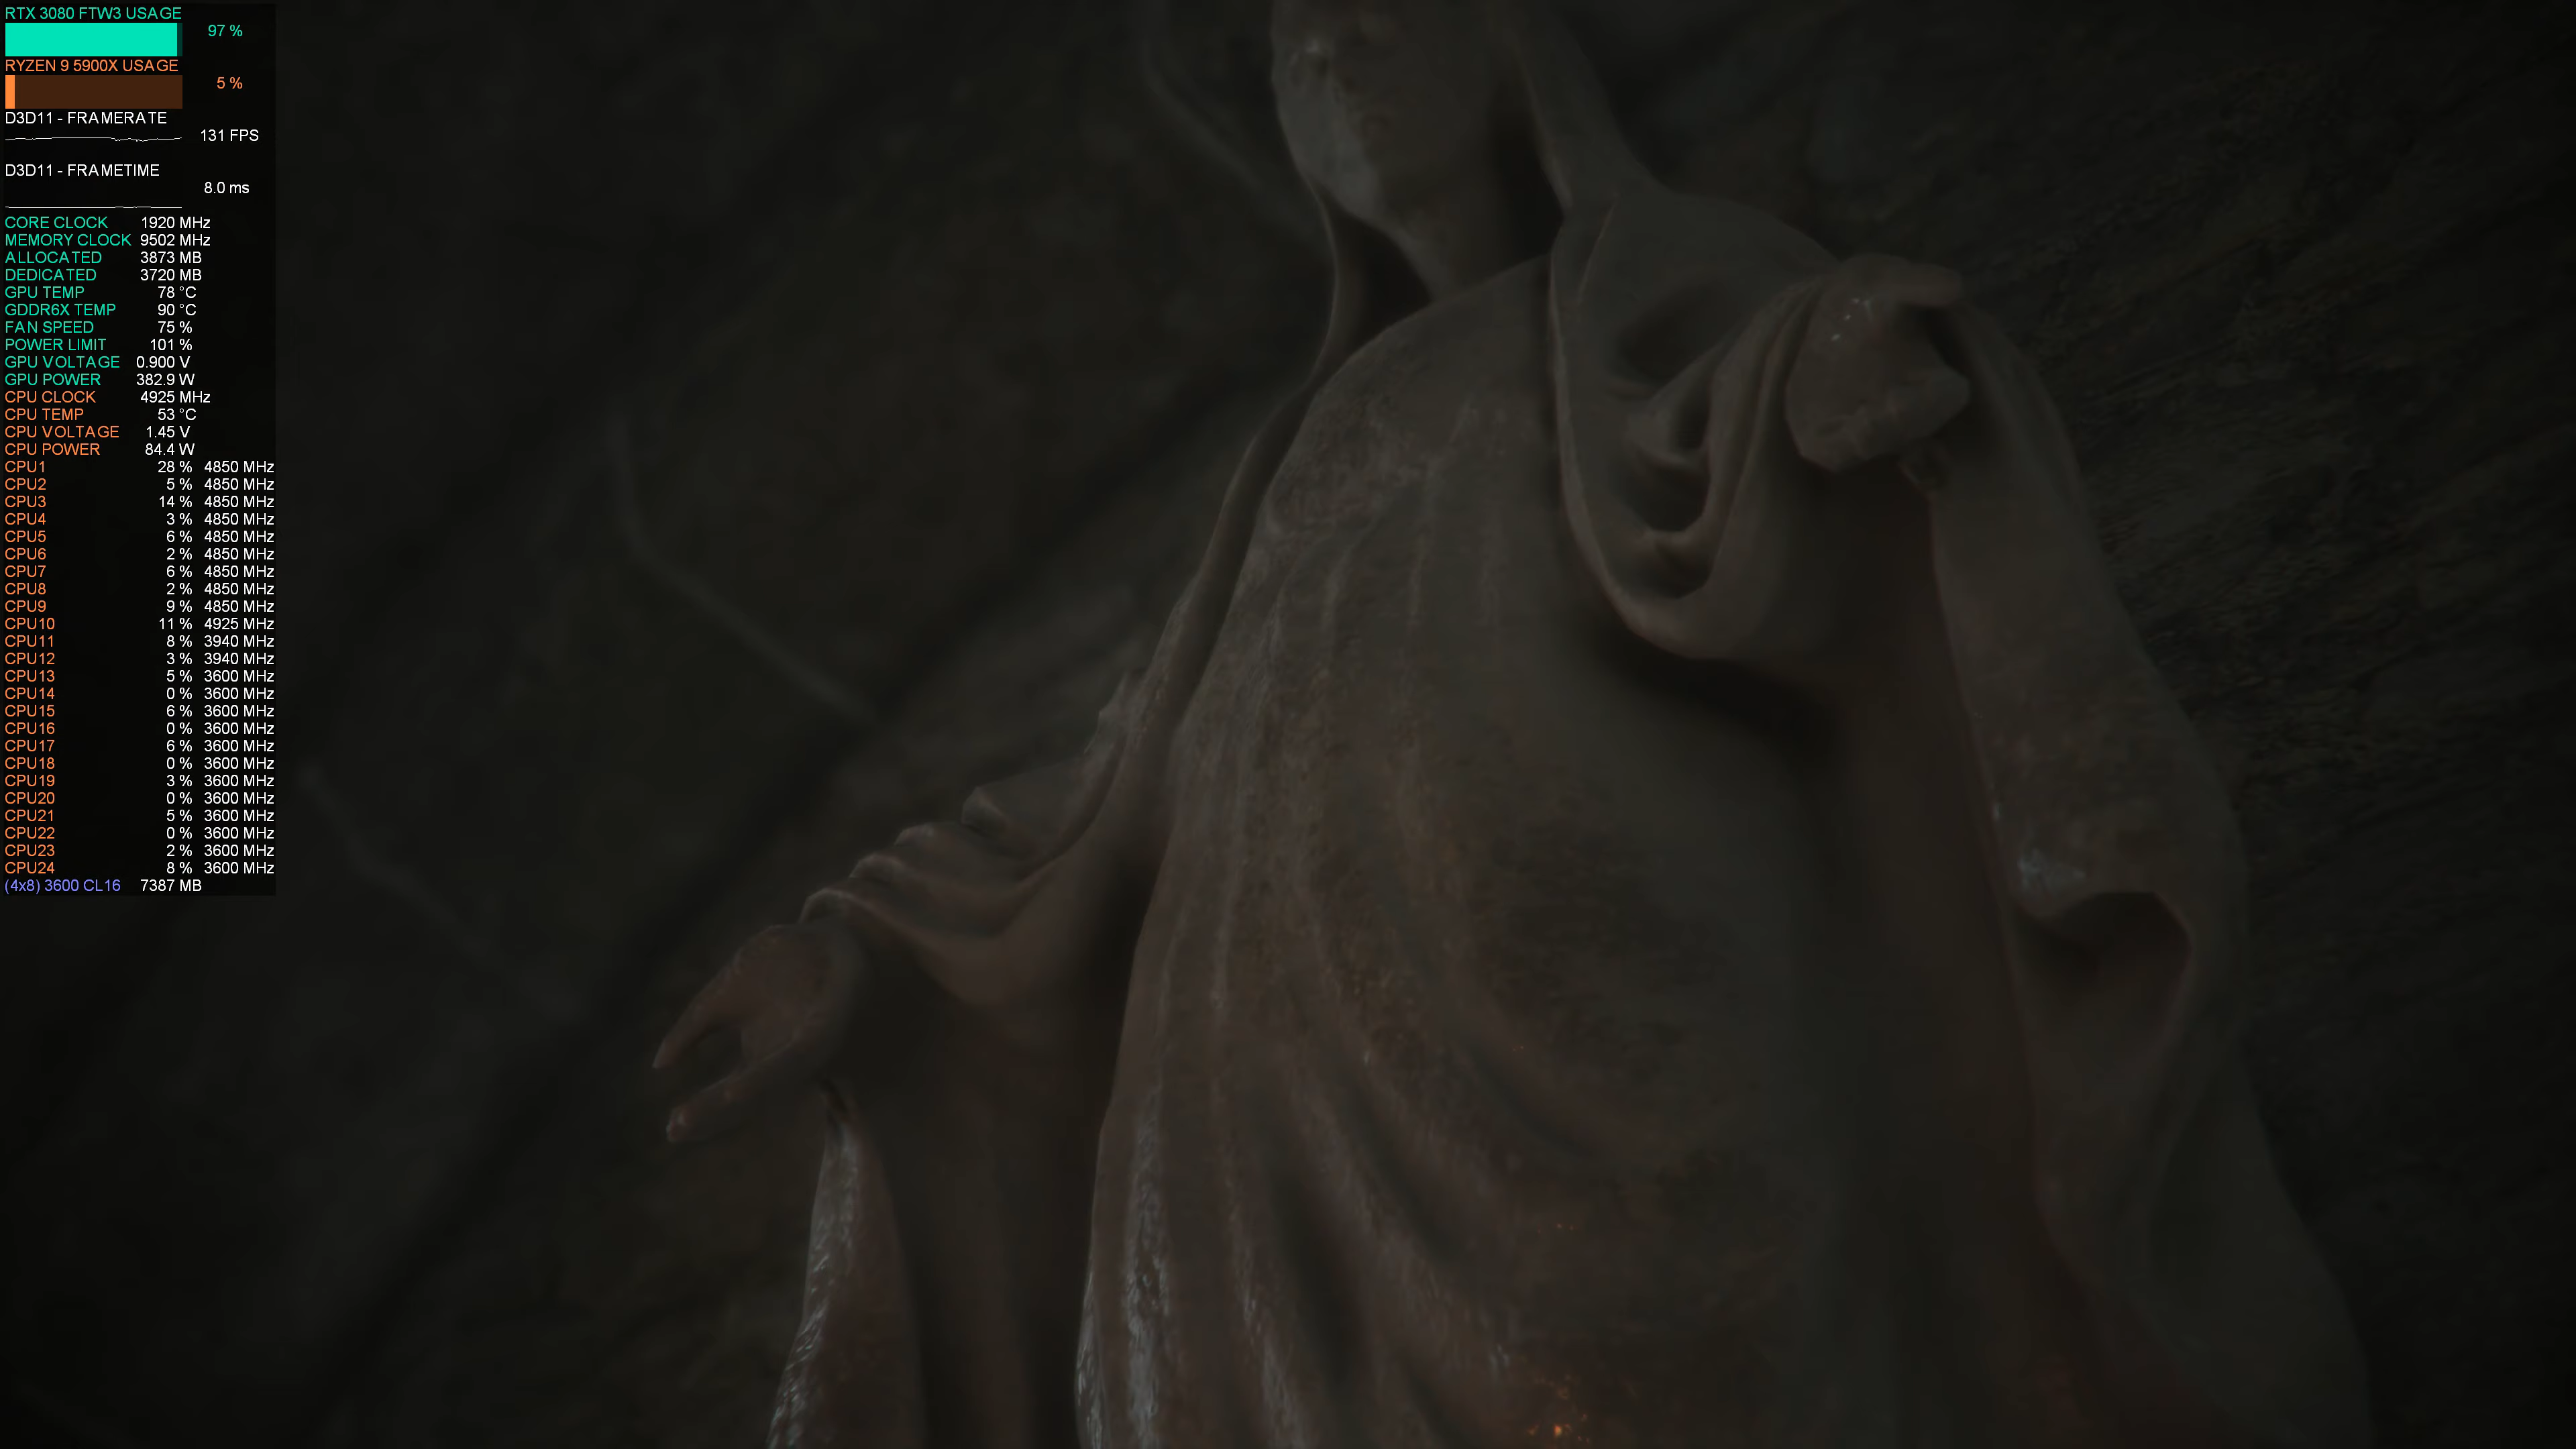 RTX 3080 FTW3 USAGE
97 %
RYZEN 9 5900X USAGE
5 %
D3D11 - FRAMERATE
131 FPS
D3D11 - FRAMETIME
8.0 ms
CORE CLOCK 1920 MHz
MEMORY CLOCK 9502 MHz
ALLOCATED 3873 MB
DEDICATED 3720 MB
GPU TEMP 78 °C
GDDR6X TEMP 90 °C
FAN SPEED 75 %
POWER LIMIT 101 %
GPU VOLTAGE 0.900 V
GPU POWER 382.9 W
CPU CLOCK 4925 MHz
CPU TEMP 53 °C
CPU VOLTAGE 1.45 V
CPU POWER 84.4 W
CPU1 28 % 4850 MHz
CPU2 5 % 4850 MHz
CPU3 14 % 4850 MHz
CPU4 3 % 4850 MHz
CPU5 6 % 4850 MHz
CPU6 2 % 4850 MHz
CPU7 6 % 4850 MHz
CPU8 2 % 4850 MHz
CPU9 9 % 4850 MHz
CPU10 11 % 4925 MHz
CPU11 8 % 3940 MHz
CPU12 3 % 3940 MHz
CPU13 5 % 3600 MHz
CPU14 0 % 3600 MHz
CPU15 6 % 3600 MHz
CPU16 0 % 3600 MHz
CPU17 6 % 3600 MHz
CPU18 0 % 3600 MHz
CPU19 3 % 3600 MHz
CPU20 0 % 3600 MHz
CPU21 5 % 3600 MHz
CPU22 0 % 3600 MHz
CPU23 2 % 3600 MHz
CPU24 8 % 3600 MHz
(4x8) 3600 CL16 7387 MB